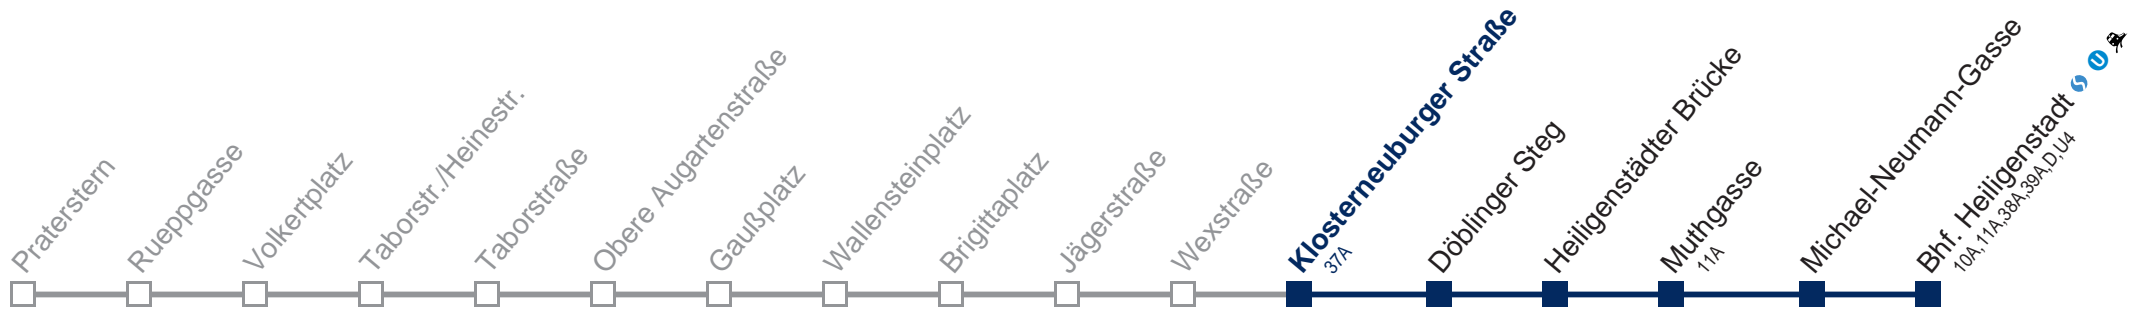 Praterstern
Rueppgasse
Volkertplatz
Taborstr./Heinestr.
Taborstraße
Obere Augartenstraße
Gaußplatz
Wallensteinplatz
Brigittaplatz
Jägerstraße
Wexstraße
Klosterneuburger Straße
37A
Döblinger Steg
Heiligenstädter Brücke
Muthgasse
11A
Michael-Neumann-Gasse
Bhf. Heiligenstadt S U
10A,11A,38A,39A,D,U4